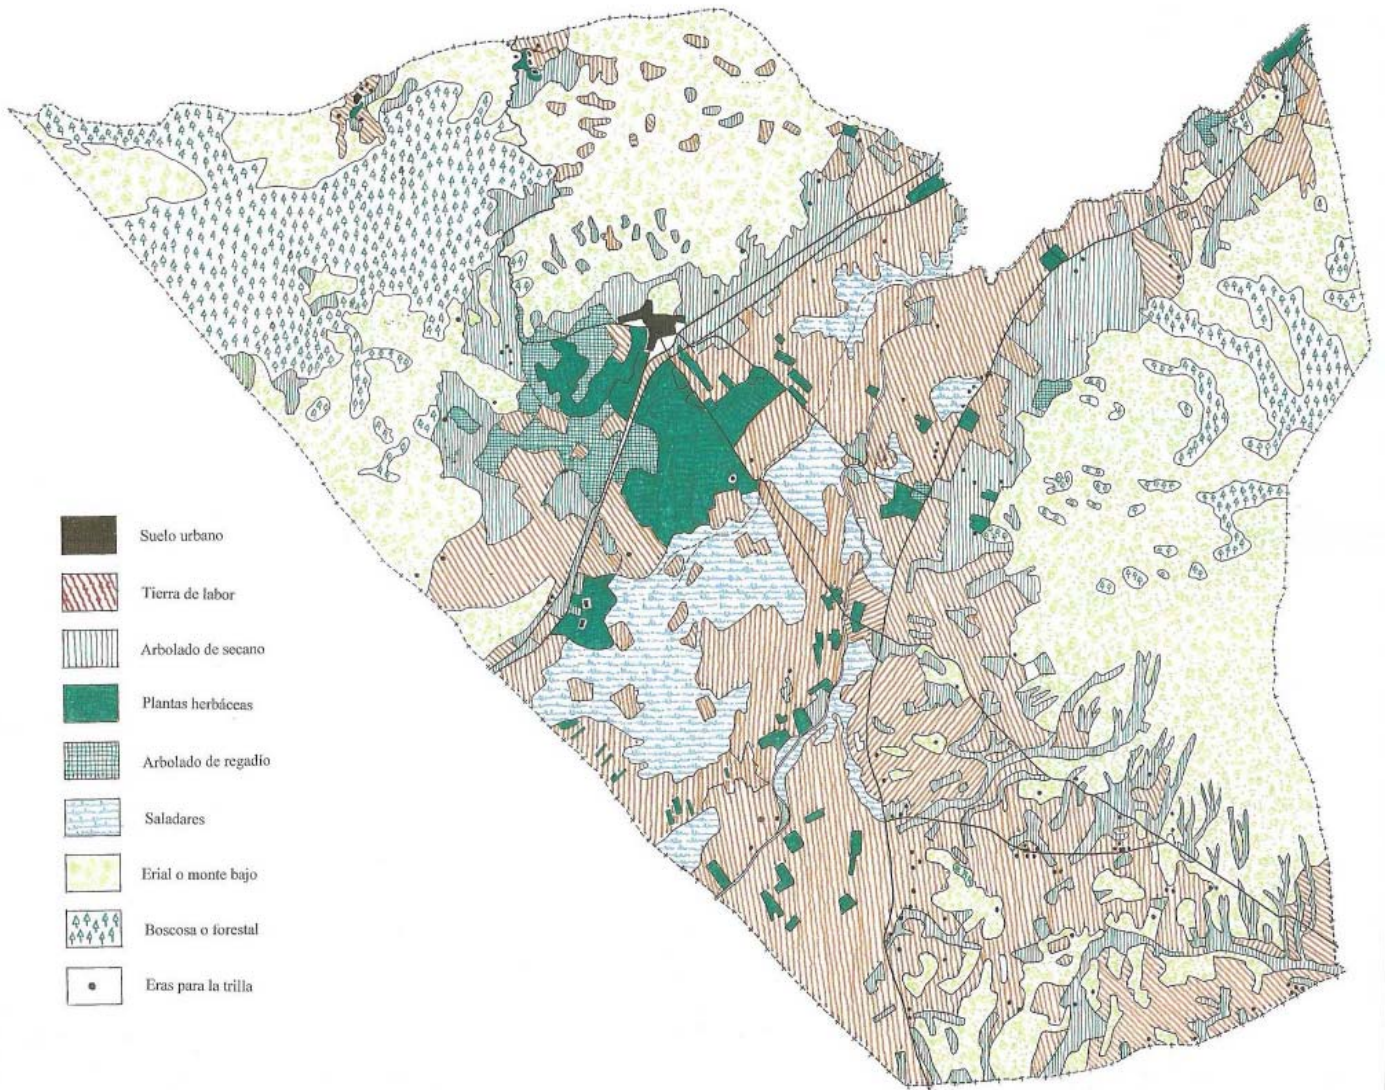 Suelo urbano
Tierra de labor
Arbolado de secano
Plantas herbáceas
Arbolado de regadío
Saladares
Erial o monte bajo
Boscosa o forestal
Eras para la trilla